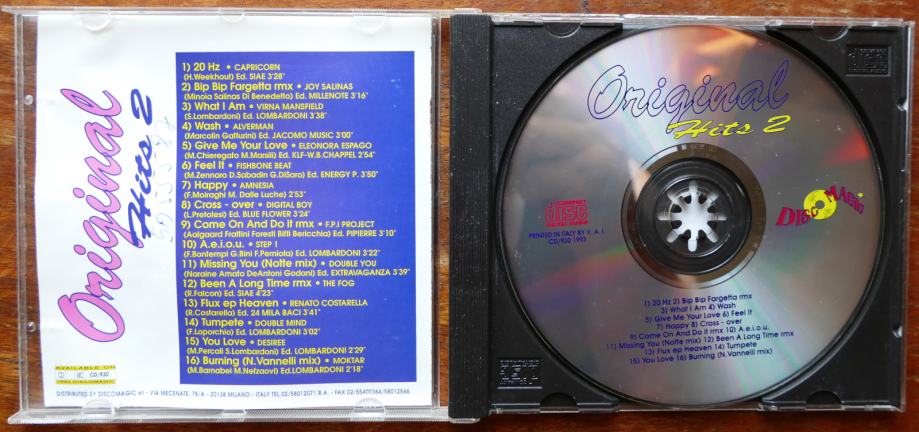 Original
Hits 2
1) 20 Hz • CAPRICORN
(H.Weekhout) Ed. SIAE 3'28"
2) Bip Bip Fargetta rmx • JOY SALINAS
(Minoia Salinas Di Benedetto) Ed. MILLENOTE 3'16"
3) What I Am • VIRNA MANSFIELD
(S.Lombardoni) Ed. LOMBARDONI 3'38"
4) Wash • ALVERMAN
(Marcolin Gaffurini) Ed. JACOMO MUSIC 3'00"
5) Give Me Your Love • ELEONORA ESPAGO
(M.Chieregato M.Marsili) Ed. KLF-W.B.CHAPPEL 2'54"
6) Feel It • FISHBONE BEAT
(M.Zennaro D.Sabadin G.DiSarò) Ed. ENERGY P. 3'50"
7) Happy • AMNESIA
(F.Moiraghi M. Dalle Luche) 2'53"
8) Cross - over • DIGITAL BOY
(L.Pretolesi) Ed. BLUE FLOWER 3'24"
9) Come On And Do it rmx • F.P.I PROJECT
(Aalgaard Frattini Foresti Biffi Bericchia) Ed. PIPIERRE 3'10"
10) A.e.i.o.u. • STEP 1
(F.Bontempi G.Bini F.Perniola) Ed. LOMBARDONI 3'22"
11) Missing You (Notte mix) • DOUBLE YOU
(Naraine Amato DeAntoni Godani) Ed. EXTRAVAGANZA 3'39"
12) Been A Long Time rmx • THE FOG
(R.Falcon) Ed. SIAE 4'23"
13) Flux ep Heaven • RENATO COSTARELLA
(R.Costarella) Ed. 24 MILA BACI 3'41"
14) Tumpete • DOUBLE MIND
(F.Loporchio) Ed. LOMBARDONI 3'02"
15) You Love • DESIREE
(M.Percali S.Lombardoni) Ed. LOMBARDONI 2'29"
16) Burning (N.Vannelli mix) • MOKTAR
(M.Barnabei M.Nefzaovi) Ed.LOMBARDONI 2'18"
AVAILABLE ON
MC CD/930
1993 DISCOMAGIC
DISTRIBUTED BY DISCOMAGIC srl - VIA MECENATE, 78/A - 20138 MILANO - ITALY TEL 02/58012071 R.A. - FAX 02/55400364/58012566
Original
Hits 2
COMPACT
disc
DIGITAL AUDIO
PRINTED IN ITALY BY V. A. I.
CD/930 1993
DISCOMAGIC
1) 20 Hz 2) Bip Bip Fargetta rmx
3) What I Am 4) Wash
5) Give Me Your Love 6) Feel It
7) Happy 8) Cross - over
9) Come On And Do it rmx 10) A.e.i.o.u.
11) Missing You (Notte mix) 12) Been A Long Time rmx
13) Flux ep Heaven 14) Tumpete
15) You Love 16) Burning (N.Vannelli mix)